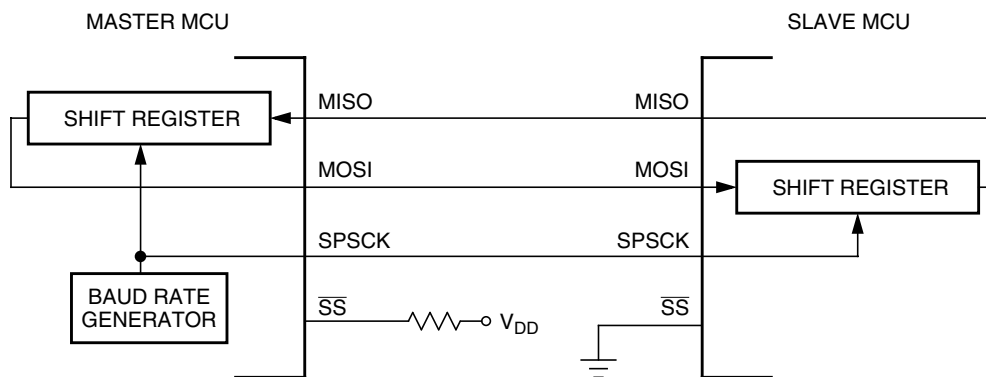 MASTER MCU
SLAVE MCU
SHIFT REGISTER
MISO
MISO
MOSI
MOSI
SHIFT REGISTER
SPSCK
SPSCK
BAUD RATE
GENERATOR
SS
VDD
SS